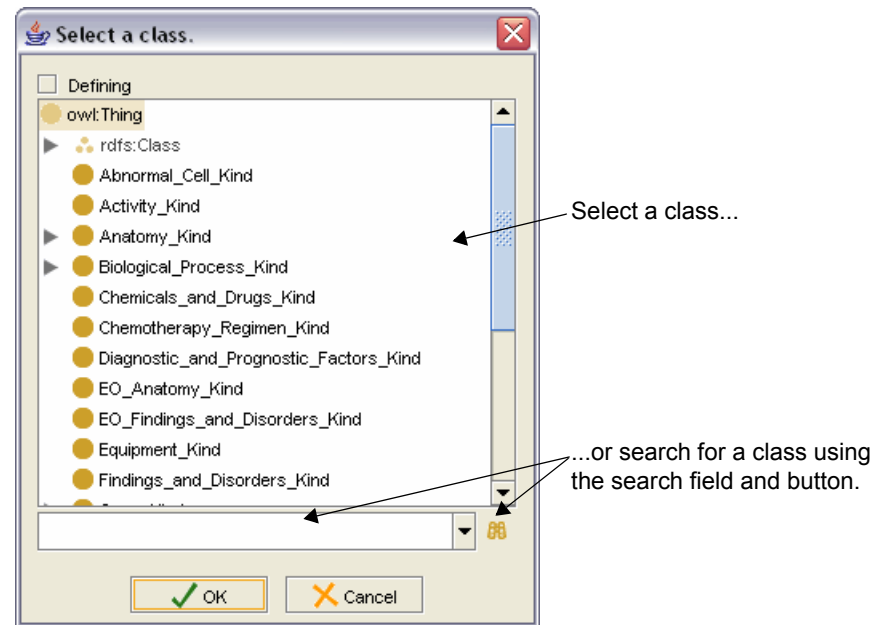 Select a class.
Defining
owl:Thing
rdfs:Class
Abnormal_Cell_Kind
Activity_Kind
Anatomy_Kind
Biological_Process_Kind
Chemicals_and_Drugs_Kind
Chemotherapy_Regimen_Kind
Diagnostic_and_Prognostic_Factors_Kind
EO_Anatomy_Kind
EO_Findings_and_Disorders_Kind
Equipment_Kind
Findings_and_Disorders_Kind
OK
Cancel
Select a class...
...or search for a class using
the search field and button.